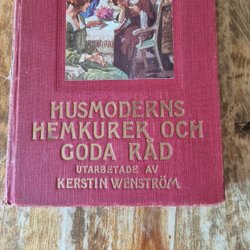 HUSMODERNS
HEMKURER OCH
GODA RÅD
UTARBETADE AV
KERSTIN WENSTRÖM